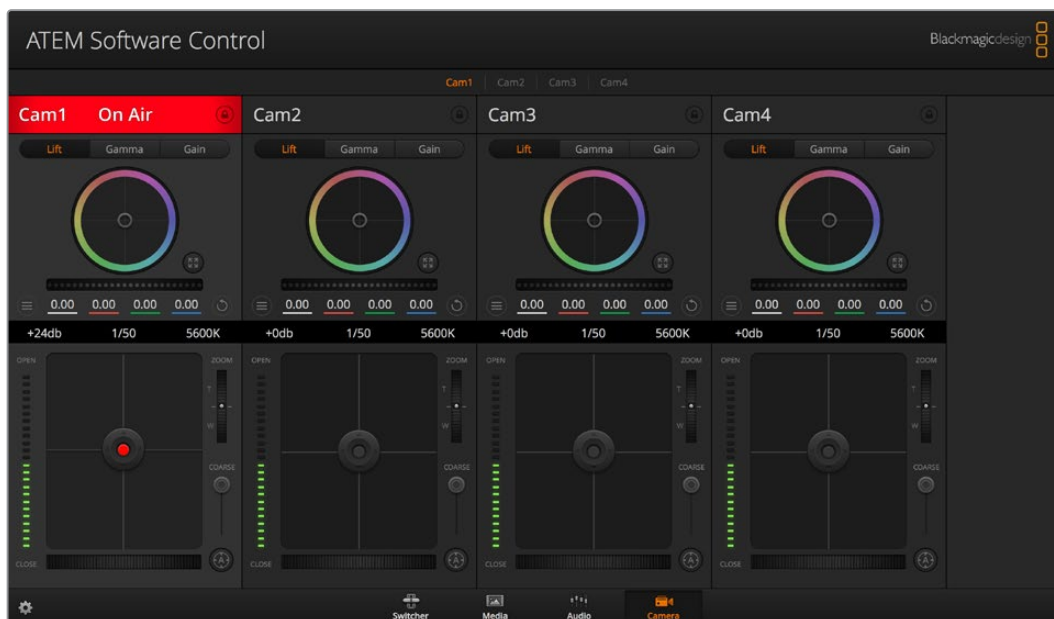 ATEM Software Control
Blackmagicdesign
Cam1 Cam2 Cam3 Cam4
Cam1 On Air Cam2 Cam3 Cam4
Lift Gamma Gain Lift Gamma Gain Lift Gamma Gain Lift Gamma Gain
0.00 0.00 0.00 0.00 0.00 0.00 0.00 0.00 0.00 0.00 0.00 0.00 0.00 0.00 0.00 0.00
+24db 1/50 5600K +0db 1/50 5600K +0db 1/50 5600K +0db 1/50 5600K
OPEN ZOOM OPEN ZOOM OPEN ZOOM OPEN ZOOM
T T T T
W W W W
COARSE COARSE COARSE COARSE
CLOSE A CLOSE A CLOSE A CLOSE A
Switcher Media Audio Camera